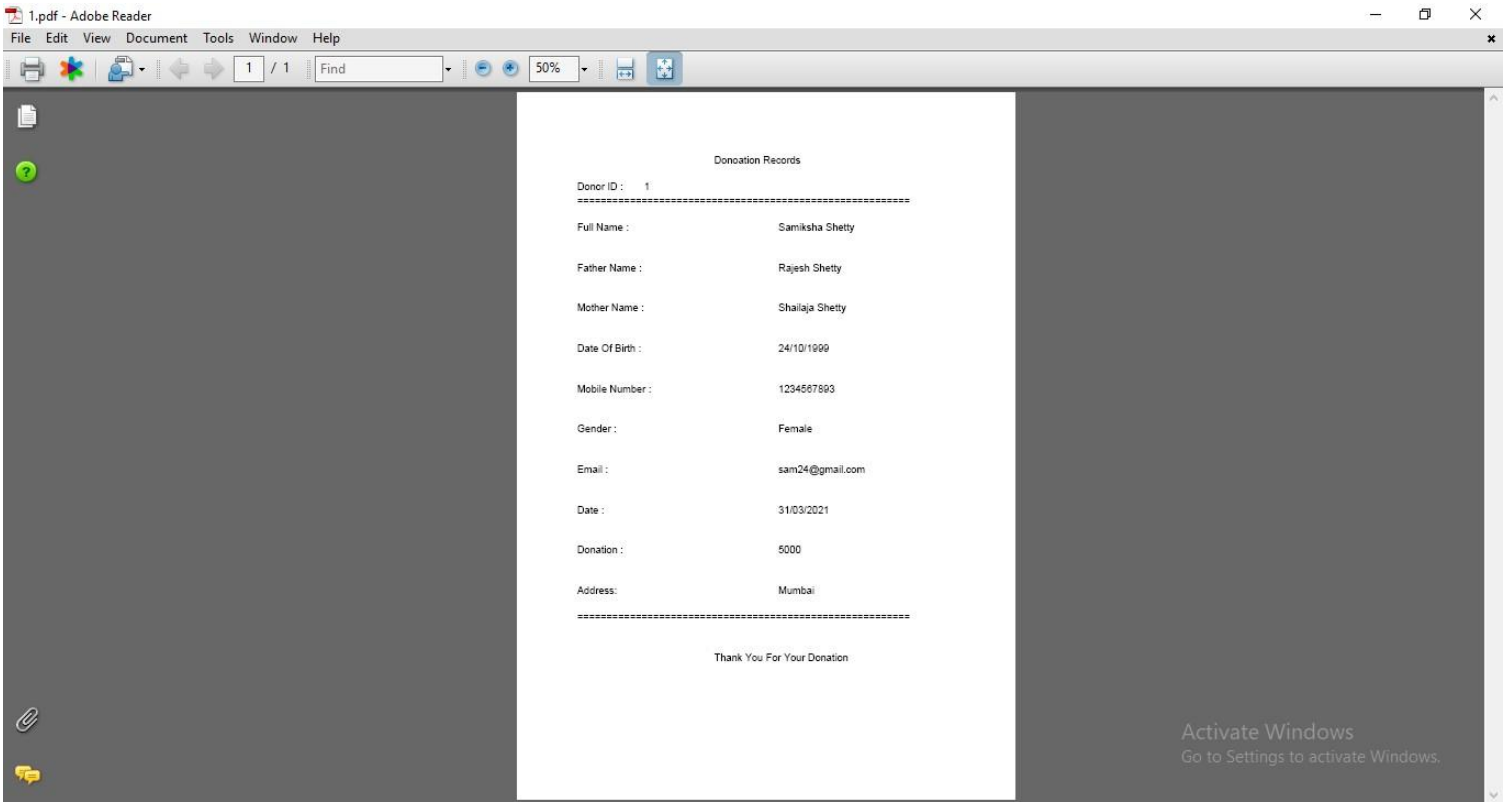 1.pdf - Adobe Reader
File Edit View Document Tools Window Help
1 / 1 Find 50%
Donoation Records
Donor ID : 1
=========================================================
Full Name : Samiksha Shetty
Father Name : Rajesh Shetty
Mother Name : Shailaja Shetty
Date Of Birth : 24/10/1999
Mobile Number : 1234567893
Gender : Female
Email : sam24@gmail.com
Date : 31/03/2021
Donation : 5000
Address: Mumbai
=========================================================
Thank You For Your Donation
Activate Windows
Go to Settings to activate Windows.